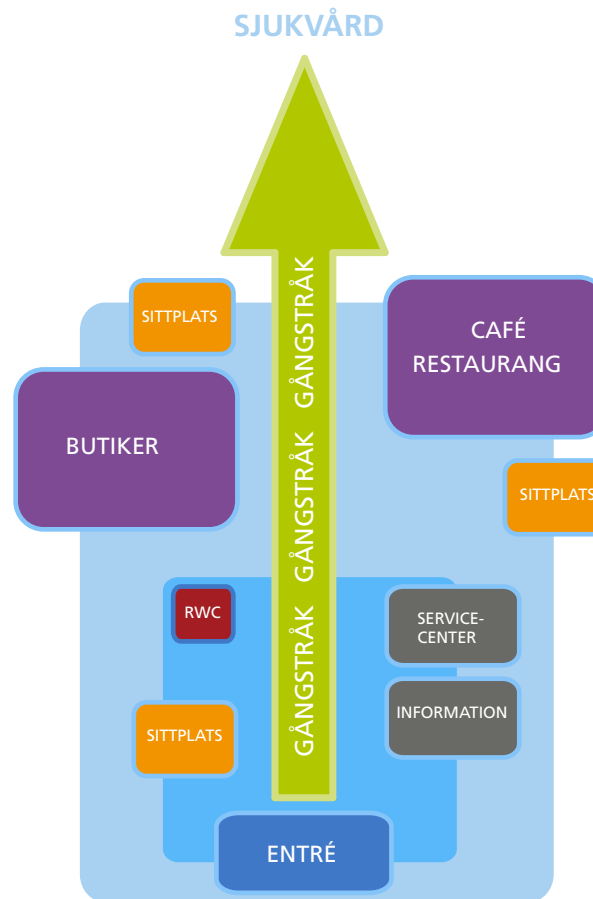 SJUKVÅRD
SITTPLATS
CAFÉ
RESTAURANG
GÅNGSTRÅK
BUTIKER
SITTPLATS
GÅNGSTRÅK
RWC
SERVICE-
CENTER
GÅNGSTRÅK
INFORMATION
SITTPLATS
ENTRÉ